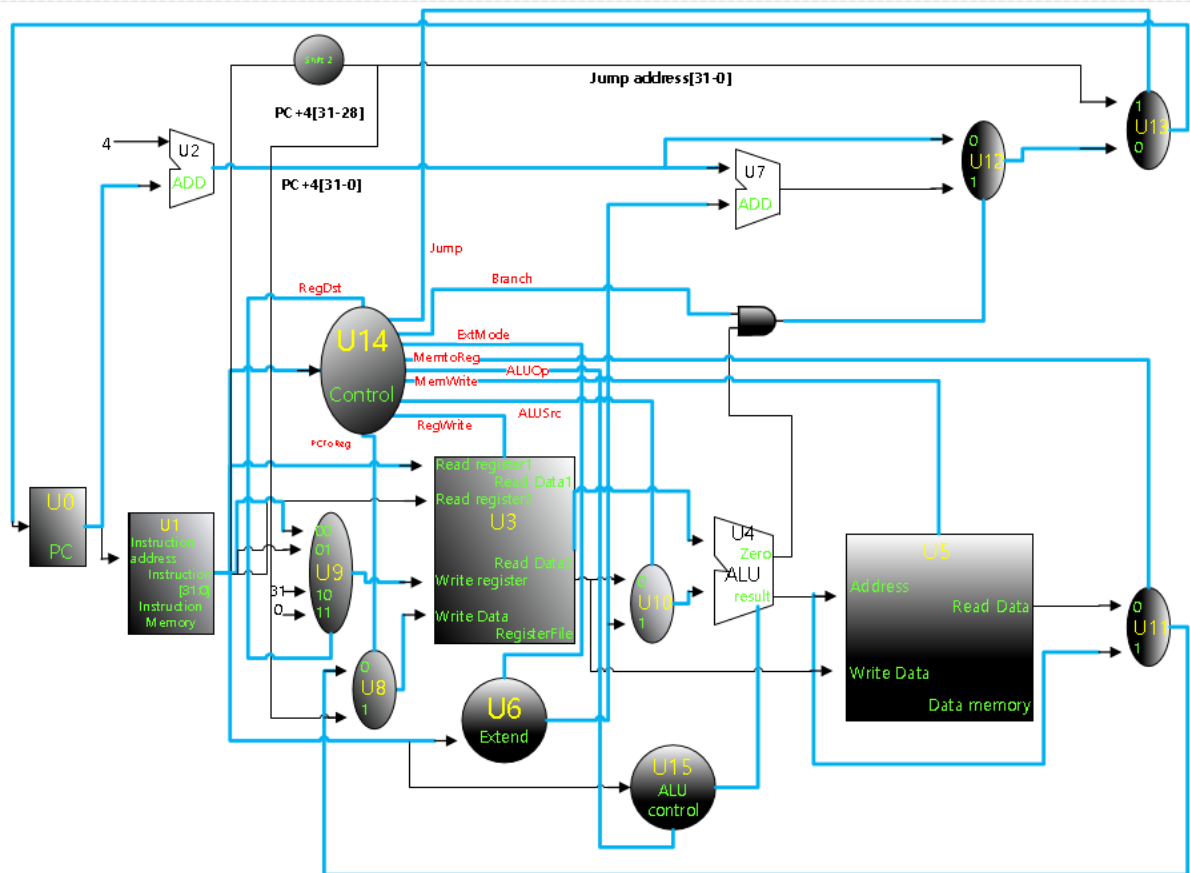 Shift 2
Jump address[31-0]
PC+4[31-28]
1
U13
0
4
U2
ADD
PC+4[31-0]
0
U12
1
U7
ADD
Jump
Branch
RegDst
ExtMode
U14
MemtoReg
ALUOp
MemWrite
Control
ALUSrc
RegWrite
PCToReg
Read register1
Read Data1
Read register1
U3
Read Data1
Write register
Write Data
RegisterFile
U0
PC
U1
Instruction
address
Instruction
[31:0]
Instruction
Memory
00
01
U9
10
11
31
0
U4
Zero
ALU
result
U5
Address
Read Data
Write Data
Data memory
0
U10
1
0
U11
1
0
U8
1
U6
Extend
U15
ALU
control